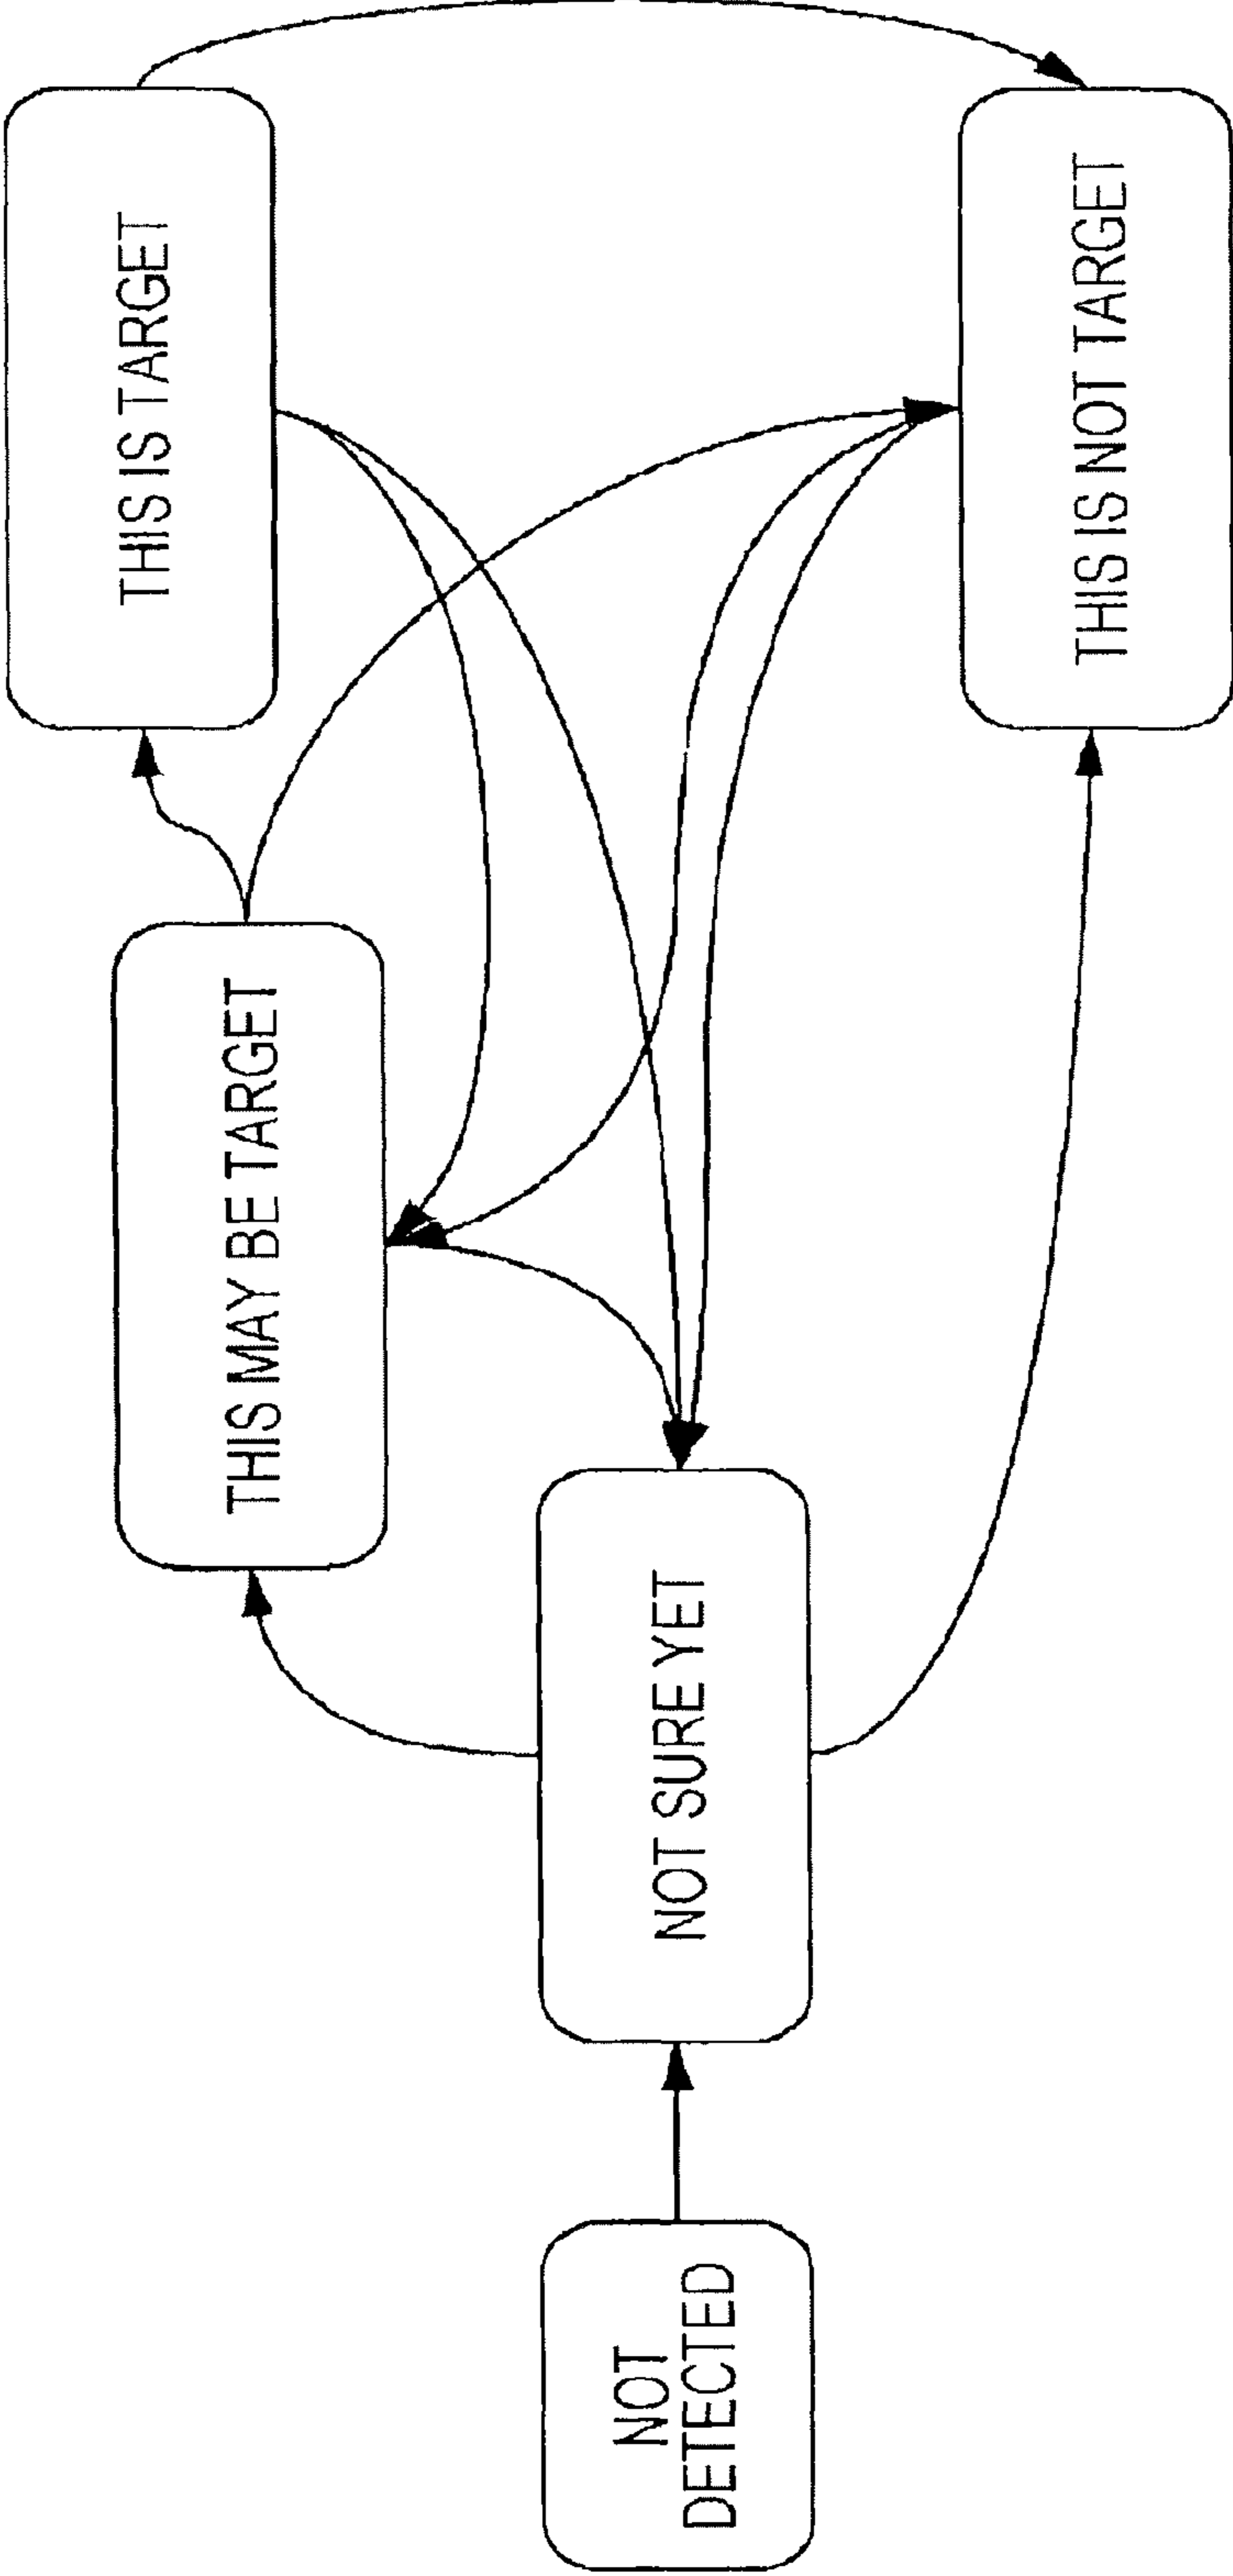 NOT
DETECTED
NOT SURE YET
THIS MAY BE TARGET
THIS IS TARGET
THIS IS NOT TARGET